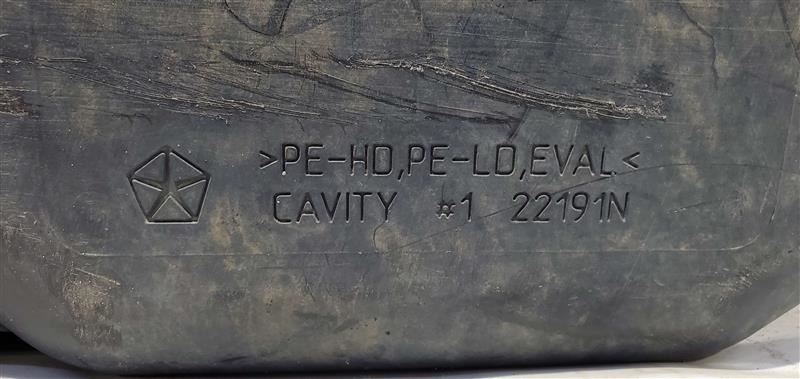 >PE-HD,PE-LD,EVAL<
CAVITY #1 22191N